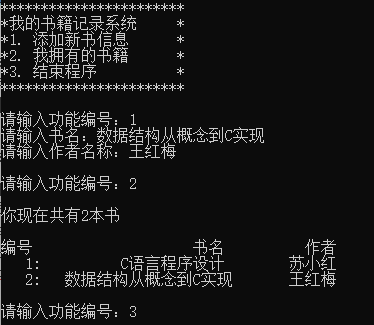 ***********************
*我的书籍记录系统 *
*1. 添加新书信息 *
*2. 我拥有的书籍 *
*3. 结束程序 *
***********************
请输入功能编号：1
请输入书名：数据结构从概念到C实现
请输入作者名称：王红梅
请输入功能编号：2
你现在共有2本书
编号 书名 作者
1: C语言程序设计 苏小红
2: 数据结构从概念到C实现 王红梅
请输入功能编号：3